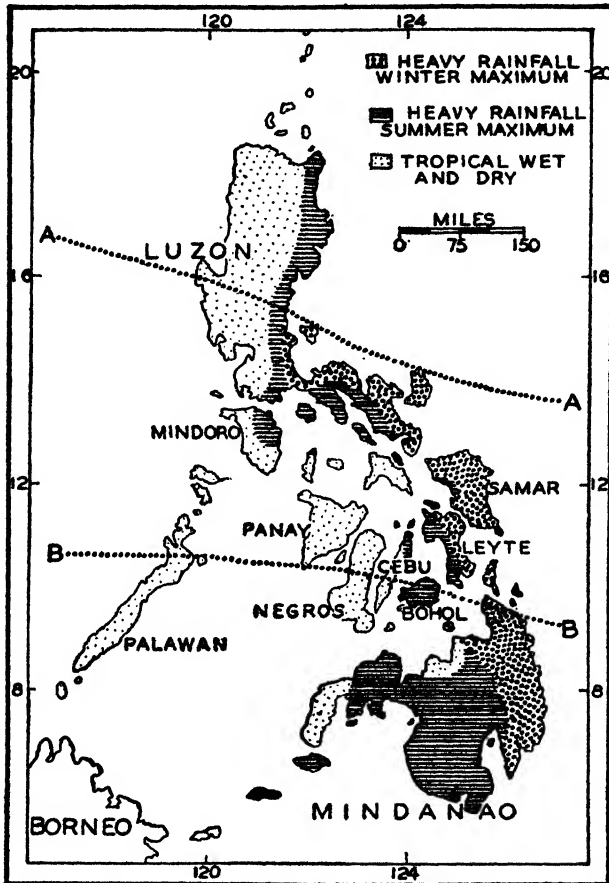 120 124
20 20
HEAVY RAINFALL
WINTER MAXIMUM
HEAVY RAINFALL
SUMMER MAXIMUM
TROPICAL WET
AND DRY
MILES
0 75 150
A
LUZON
16 16
A
MINDORO
12 12
SAMAR
PANAY
LEYTE
B
CEBU
NEGROS
BOHOL
B
PALAWAN
8 8
MINDANAO
BORNEO
120 124